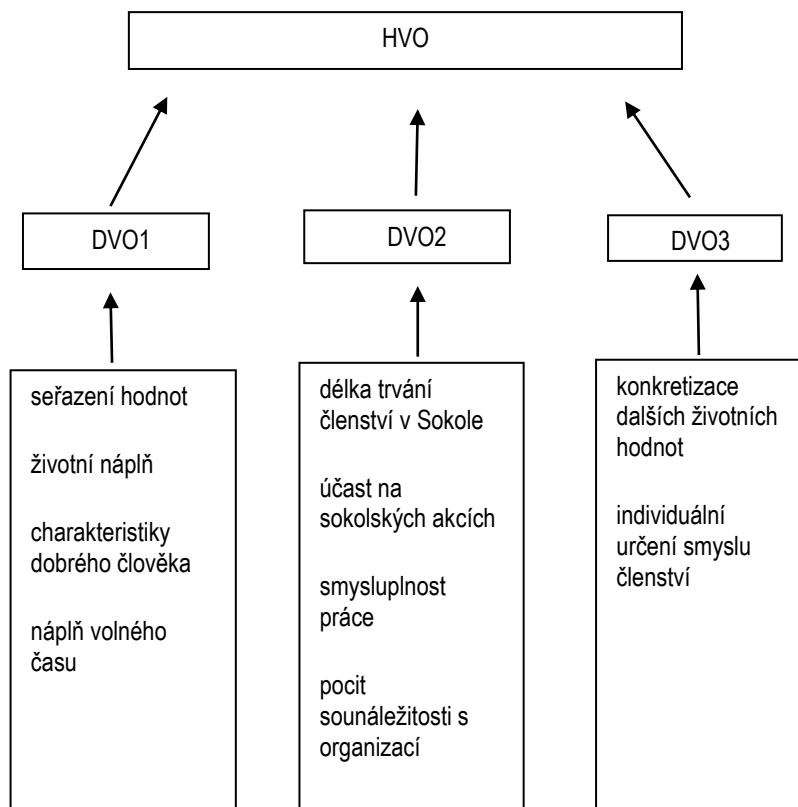 HVO
DVO1
DVO2
DVO3
seřazení hodnot
životní náplň
charakteristiky
dobrého člověka
náplň volného
času
délka trvání
členství v Sokole
účast na
sokolských akcích
smysluplnost
práce
pocit
sounáležitosti s
organizací
konkretizace
dalších životních
hodnot
individuální
určení smyslu
členství